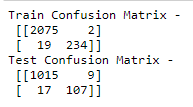 Train Confusion Matrix -
[[2075    2]
[  19  234]]
Test Confusion Matrix -
[[1015    9]
[  17  107]]